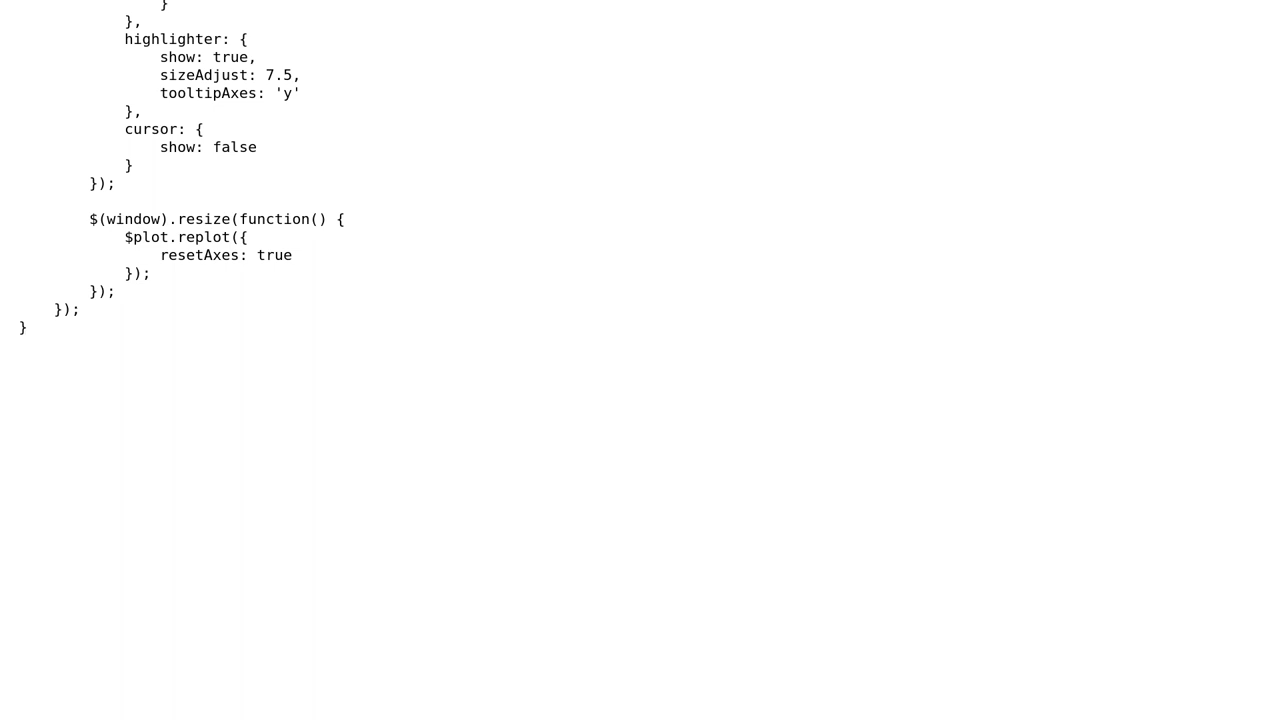 }
            },
            highlighter: {
                show: true,
                sizeAdjust: 7.5,
                tooltipAxes: 'y'
            },
            cursor: {
                show: false
            }
        });

        $(window).resize(function() {
            $plot.replot({
                resetAxes: true
            });
        });
    });
}